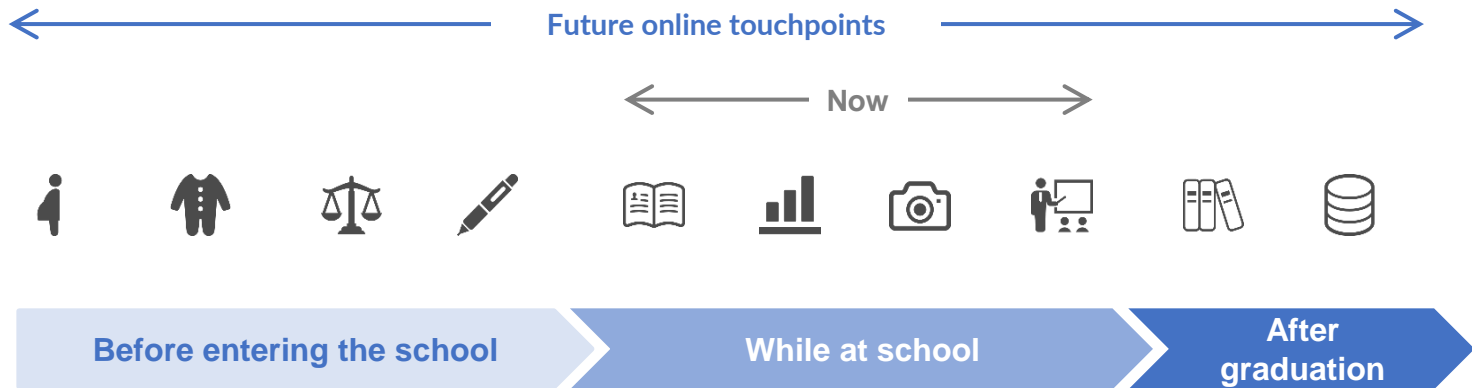 Future online touchpoints
Now
Before entering the school
While at school
After
graduation